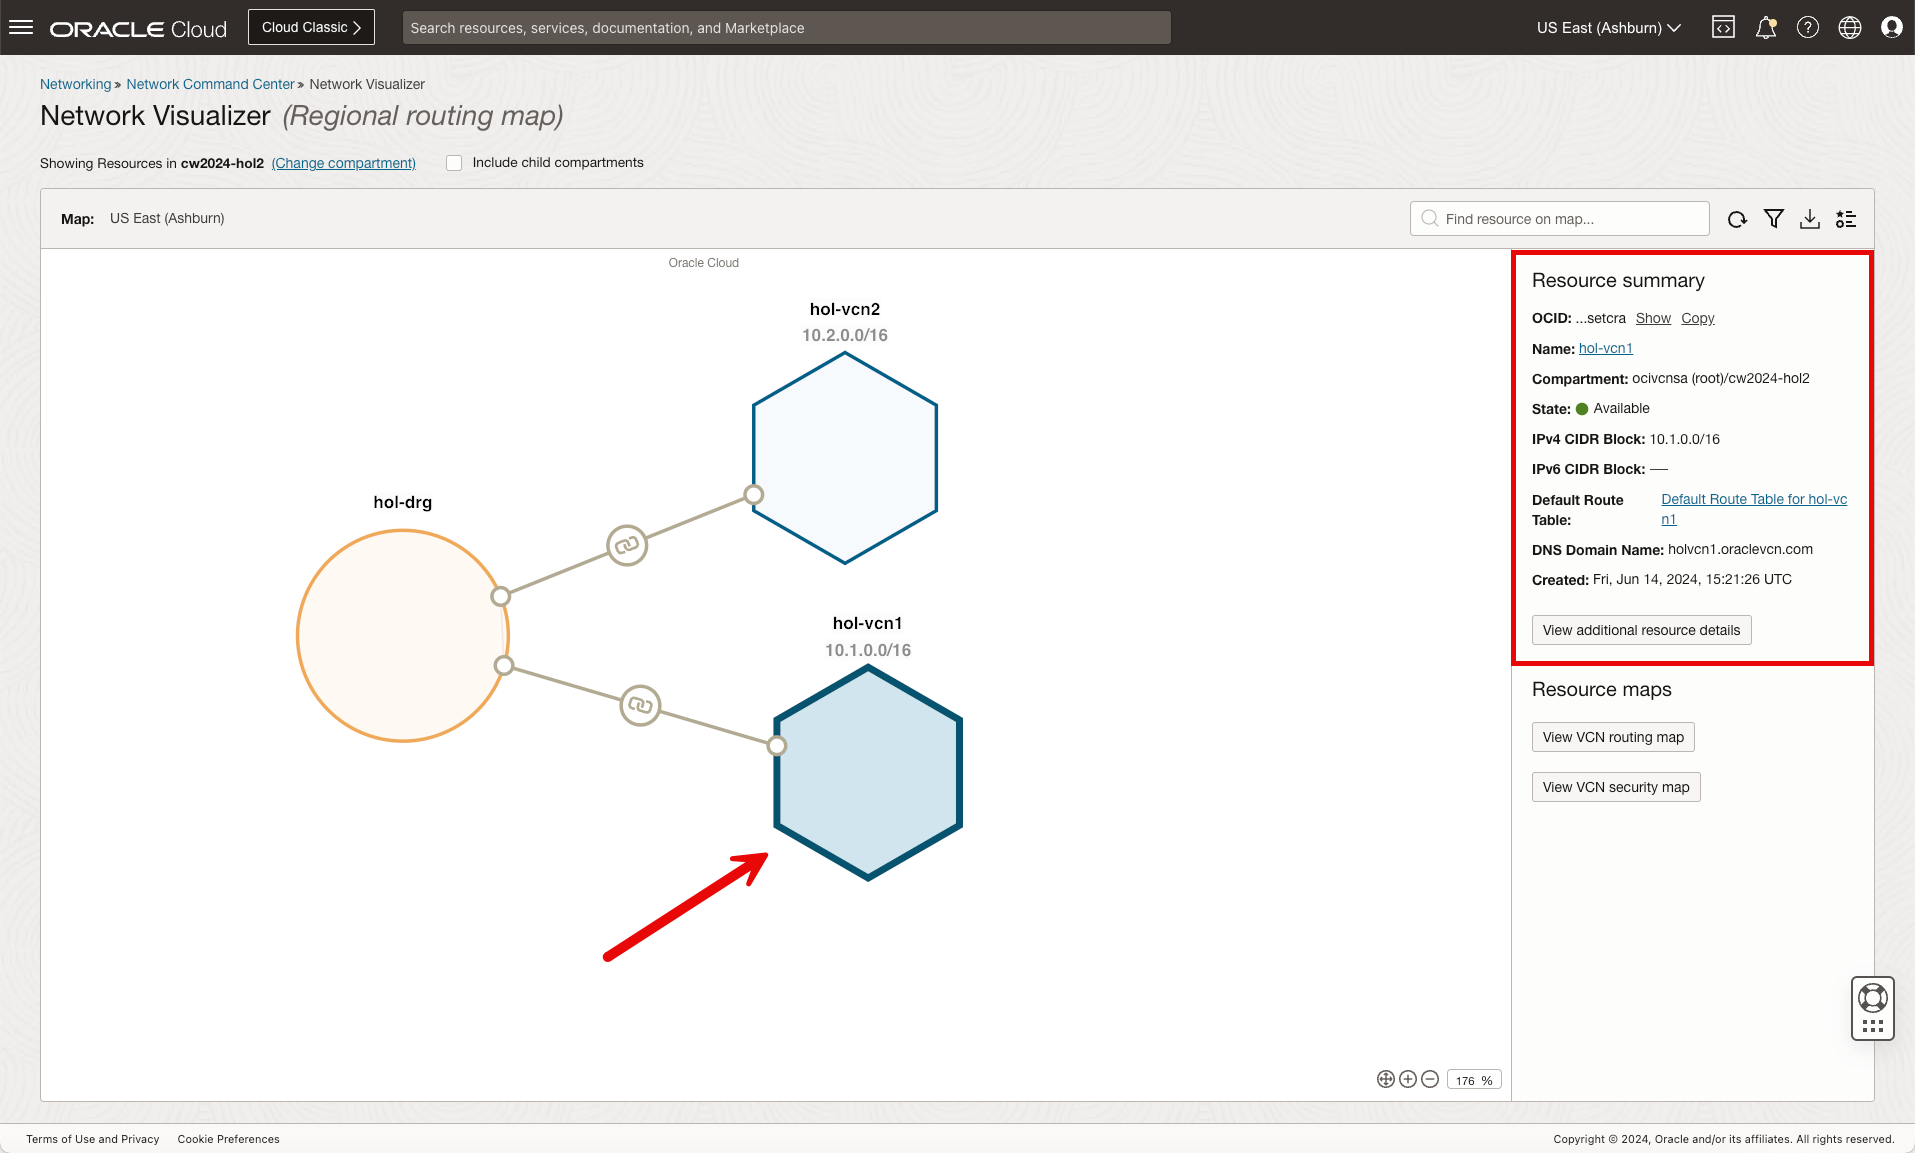 ORACLE Cloud
Cloud Classic
Search resources, services, documentation, and Marketplace
US East (Ashburn)
Networking » Network Command Center » Network Visualizer
Network Visualizer (Regional routing map)
Showing Resources in cw2024-hol2 (Change compartment)
Include child compartments
Map: US East (Ashburn)
Find resource on map...
Oracle Cloud
hol-vcn2
10.2.0.0/16
hol-drg
hol-vcn1
10.1.0.0/16
176 %
Resource summary
OCID: ...setcra Show Copy
Name: hol-vcn1
Compartment: ocivcnsa (root)/cw2024-hol2
State: Available
IPv4 CIDR Block: 10.1.0.0/16
IPv6 CIDR Block: —
Default Route Default Route Table for hol-vc
Table: n1
DNS Domain Name: holvcn1.oraclevcn.com
Created: Fri, Jun 14, 2024, 15:21:26 UTC
View additional resource details
Resource maps
View VCN routing map
View VCN security map
Terms of Use and Privacy Cookie Preferences
Copyright © 2024, Oracle and/or its affiliates. All rights reserved.